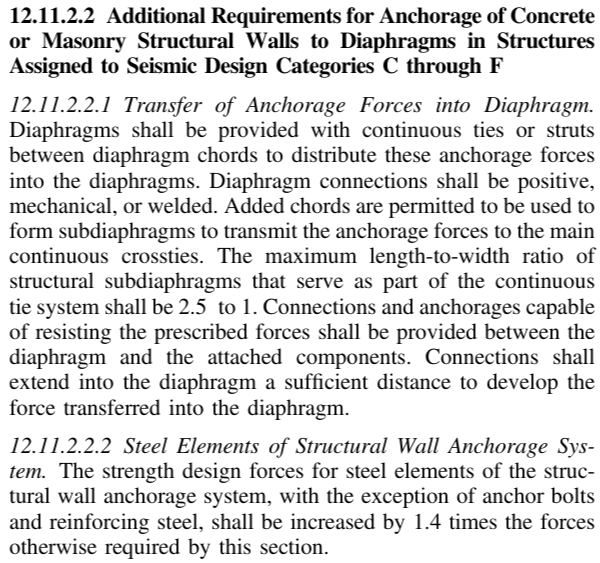 12.11.2.2 Additional Requirements for Anchorage of Concrete
or Masonry Structural Walls to Diaphragms in Structures
Assigned to Seismic Design Categories C through F
12.11.2.2.1 Transfer of Anchorage Forces into Diaphragm.
Diaphragms shall be provided with continuous ties or struts
between diaphragm chords to distribute these anchorage forces
into the diaphragms. Diaphragm connections shall be positive,
mechanical, or welded. Added chords are permitted to be used to
form subdiaphragms to transmit the anchorage forces to the main
continuous crossties. The maximum length-to-width ratio of
structural subdiaphragms that serve as part of the continuous
tie system shall be 2.5 to 1. Connections and anchorages capable
of resisting the prescribed forces shall be provided between the
diaphragm and the attached components. Connections shall
extend into the diaphragm a sufficient distance to develop the
force transferred into the diaphragm.
12.11.2.2.2 Steel Elements of Structural Wall Anchorage Sys-
tem. The strength design forces for steel elements of the struc-
tural wall anchorage system, with the exception of anchor bolts
and reinforcing steel, shall be increased by 1.4 times the forces
otherwise required by this section.